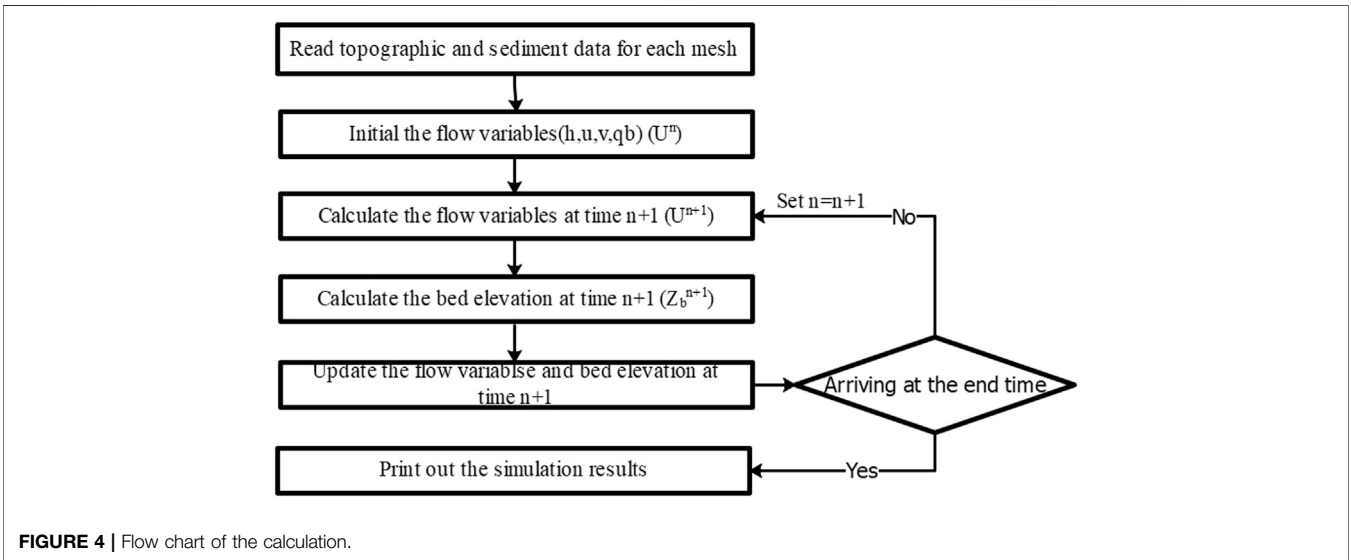 Read topographic and sediment data for each mesh
Initial the flow variables(h,u,v,qb) (Uⁿ)
Calculate the flow variables at time n+1 (Uⁿ⁺¹)
Set n=n+1
No
Calculate the bed elevation at time n+1 (Z_b^{n+1})
Update the flow variablse and bed elevation at
time n+1
Arriving at the end time
Print out the simulation results
Yes
FIGURE 4 | Flow chart of the calculation.